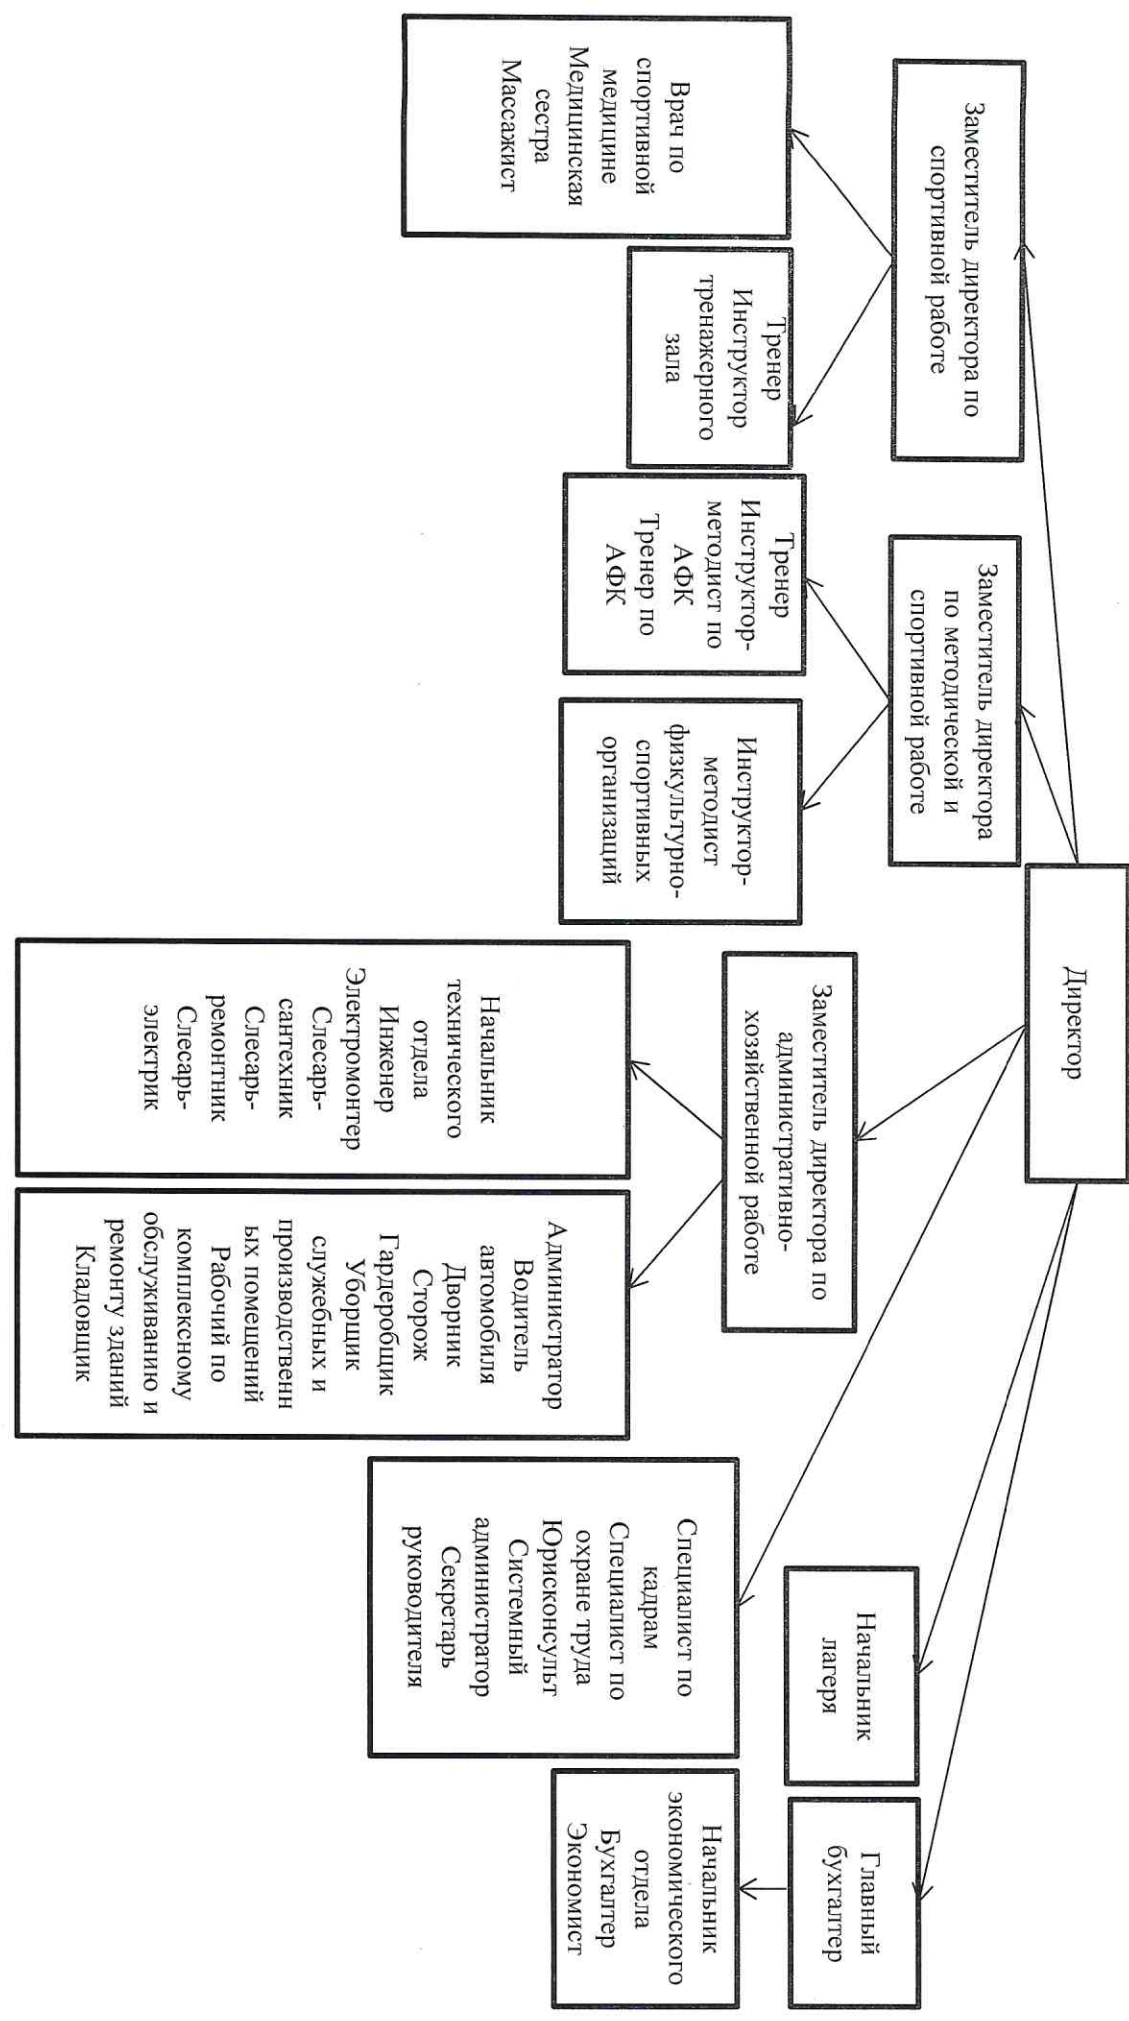 Директор
Заместитель директора по
спортивной работе
Заместитель директора
по методической и
спортивной работе
Заместитель директора по
административно-
хозяйственной работе
Начальник
лагеря
Главный
бухгалтер
Врач по
спортивной
медицине
Медицинская
сестра
Массажист
Тренер
Инструктор
тренажерного
зала
Тренер
Инструктор-
методист по
АФК
Тренер по
АФК
Инструктор-
методист
физкультурно-
спортивных
организаций
Начальник
технического
отдела
Инженер
Электромонтер
Слесарь-
сантехник
Слесарь-
ремонтник
Слесарь-
электрик
Администратор
Водитель
автомобиля
Дворник
Сторож
Гардеробщик
Уборщик
служебных и
производственн
ых помещений
Рабочий по
комплексному
обслуживанию и
ремонту зданий
Кладовщик
Специалист по
кадрам
Специалист по
охране труда
Юрисконсульт
Системный
администратор
Секретарь
руководителя
Начальник
экономического
отдела
Бухгалтер
Экономист